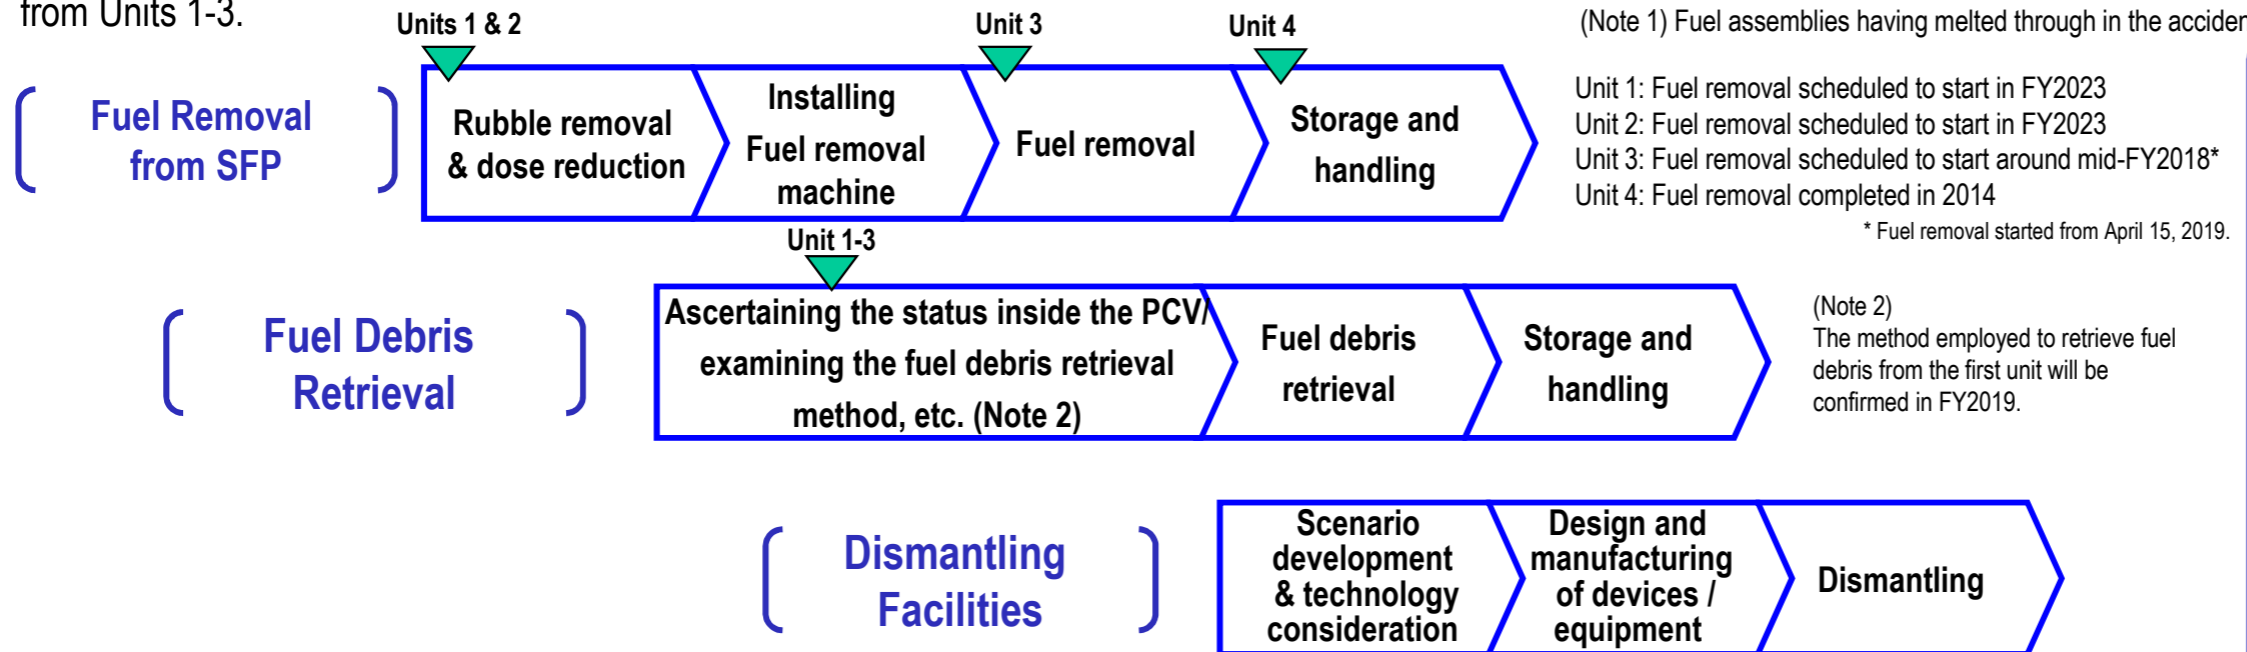 from Units 1-3.
Units 1 & 2
Unit 3
Unit 4
(Note 1) Fuel assemblies having melted through in the
Fuel Removal
from SFP
Rubble removal
& dose reduction
Installing
Fuel removal
machine
Fuel removal
Storage and
handling
Unit 1: Fuel removal scheduled to start in FY2023
Unit 2: Fuel removal scheduled to start in FY2023
Unit 3: Fuel removal scheduled to start around mid-FY2018*
Unit 4: Fuel removal completed in 2014
* Fuel removal started from April 15, 2019.
Unit 1-3
Fuel Debris
Retrieval
Ascertaining the status inside the PCV/
examining the fuel debris retrieval
method, etc. (Note 2)
Fuel debris
retrieval
Storage and
handling
(Note 2)
The method employed to retrieve fuel
debris from the first unit will be
confirmed in FY2019.
Dismantling
Facilities
Scenario
development
& technology
consideration
Design and
manufacturing
of devices /
equipment
Dismantling